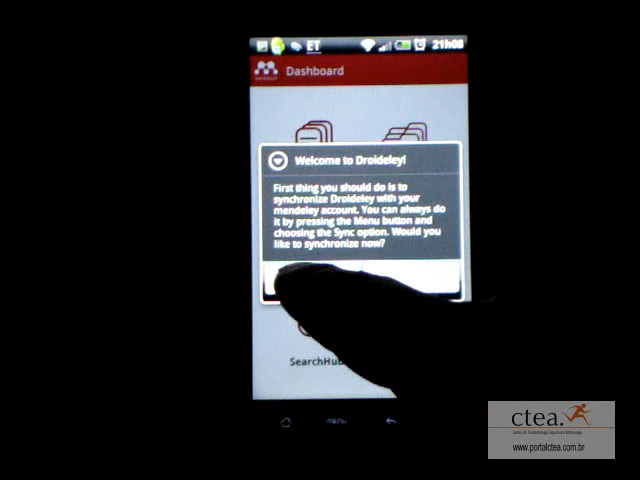 ET
21h08
Dashboard
Welcome to Droideley!
First thing you should do is to
synchronize Droideley with your
mendeley account. You can always do
it by pressing the Menu button and
choosing the Sync option. Would you
like to synchronize now?
SearchHub
MENU
ctea.
www.portalctea.com.br